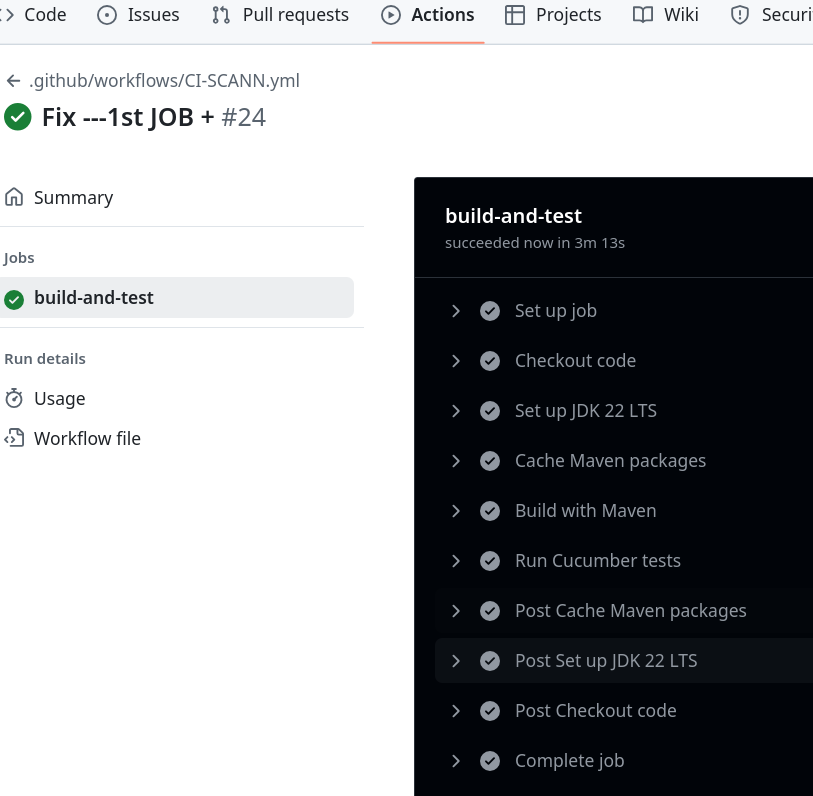 Code Issues Pull requests Actions Projects Wiki
.github/workflows/CI-SCANN.yml
Fix ---1st JOB + #24
Summary
Jobs
build-and-test
Run details
Usage
Workflow file
build-and-test
succeeded now in 3m 13s
Set up job
Checkout code
Set up JDK 22 LTS
Cache Maven packages
Build with Maven
Run Cucumber tests
Post Cache Maven packages
Post Set up JDK 22 LTS
Post Checkout code
Complete job